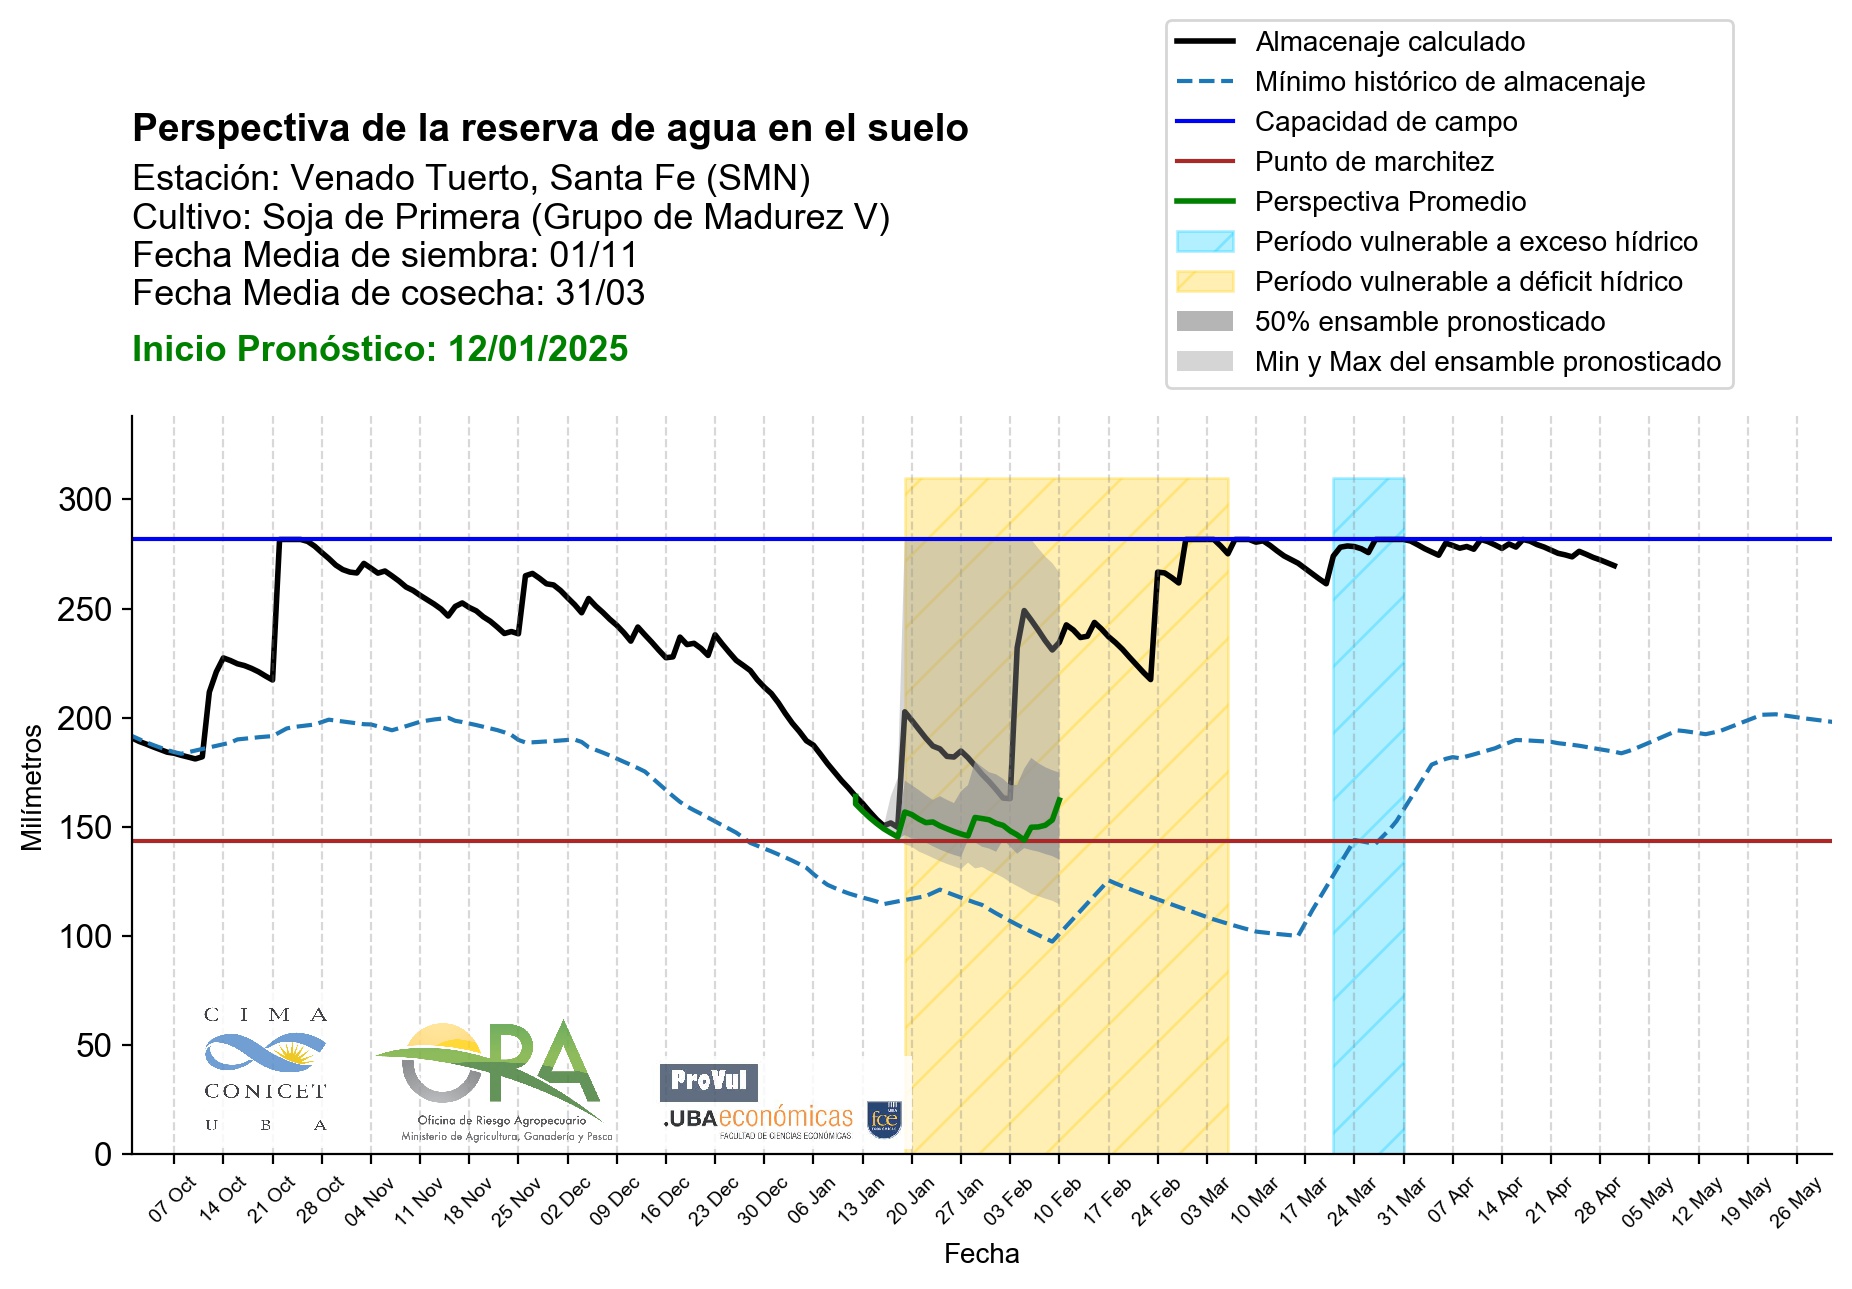 Almacenaje calculado
Mínimo histórico de almacenaje
Capacidad de campo
Punto de marchitez
Perspectiva Promedio
Período vulnerable a exceso hídrico
Período vulnerable a déficit hídrico
50% ensamble pronosticado
Min y Max del ensamble pronosticado
Perspectiva de la reserva de agua en el suelo
Estación: Venado Tuerto, Santa Fe (SMN)
Cultivo: Soja de Primera (Grupo de Madurez V)
Fecha Media de siembra: 01/11
Fecha Media de cosecha: 31/03
Inicio Pronóstico: 12/01/2025
Milímetros
300
250
200
150
100
50
0
CIMA
CONICET
UBA
ORA
Oficina de Riesgo Agropecuario
Ministerio de Agricultura, Ganadería y Pesca
ProVul
.UBAeconómicas
FACULTAD DE CIENCIAS ECONÓMICAS
fce
07 Oct
14 Oct
21 Oct
28 Oct
04 Nov
11 Nov
18 Nov
25 Nov
02 Dec
09 Dec
16 Dec
23 Dec
30 Dec
06 Jan
13 Jan
20 Jan
27 Jan
03 Feb
10 Feb
17 Feb
24 Feb
03 Mar
10 Mar
17 Mar
24 Mar
31 Mar
07 Apr
14 Apr
21 Apr
28 Apr
05 May
12 May
19 May
26 May
Fecha